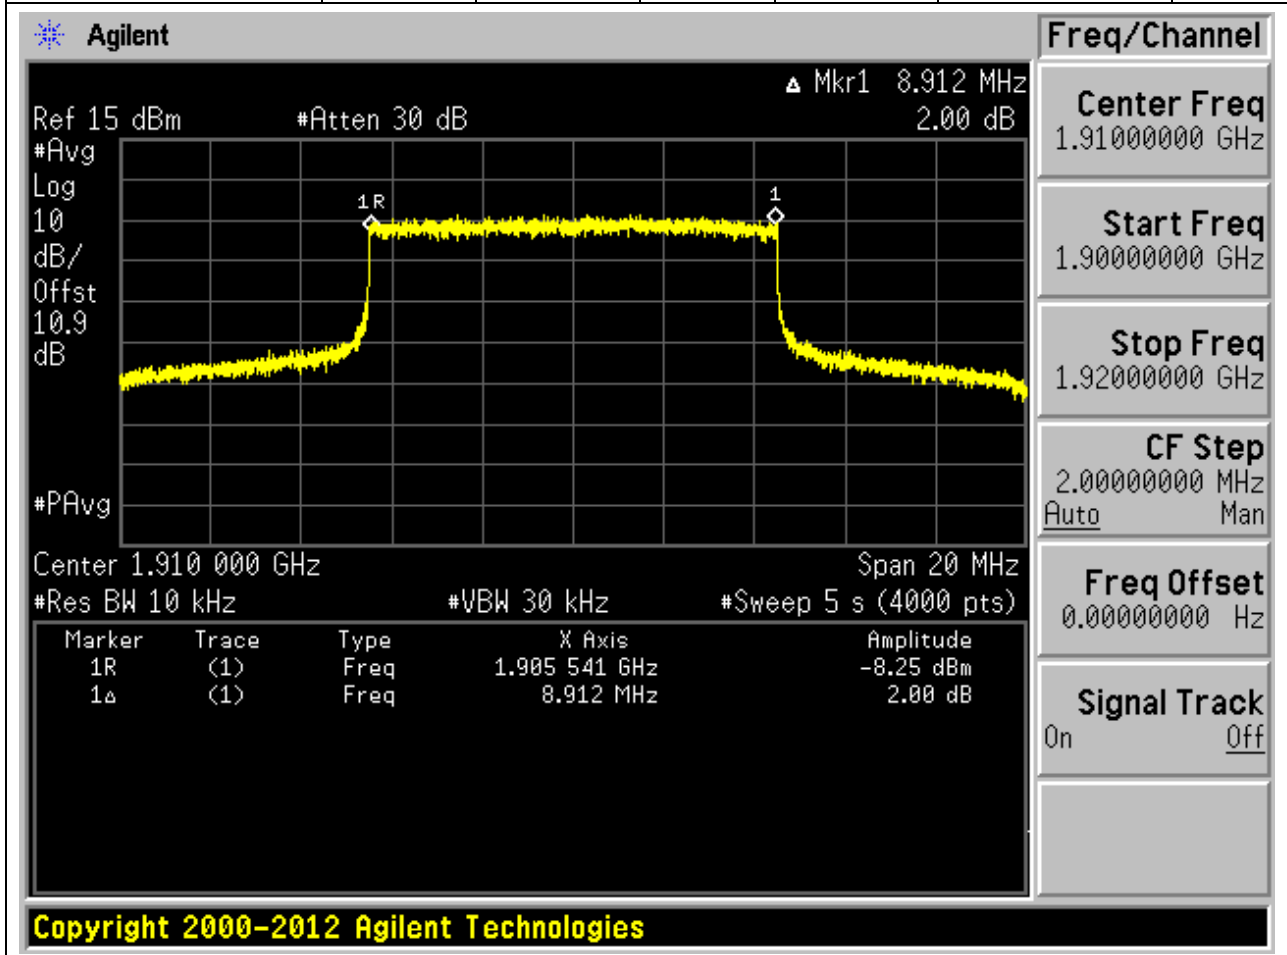 Agilent
Freq/Channel
Δ Mkr1 8.912 MHz
Ref 15 dBm #Atten 30 dB 2.00 dB
#Avg
Log
10
dB/
Offst
10.9
dB
#PAvg
1R
1
Center 1.910 000 GHz Span 20 MHz
#Res BW 10 kHz #VBW 30 kHz #Sweep 5 s (4000 pts)
Marker Trace Type X Axis Amplitude
1R (1) Freq 1.905 541 GHz -8.25 dBm
1Δ (1) Freq 8.912 MHz 2.00 dB
Center Freq
1.91000000 GHz
Start Freq
1.90000000 GHz
Stop Freq
1.92000000 GHz
CF Step
2.00000000 MHz
Auto Man
Freq Offset
0.00000000 Hz
Signal Track
On Off
Copyright 2000-2012 Agilent Technologies